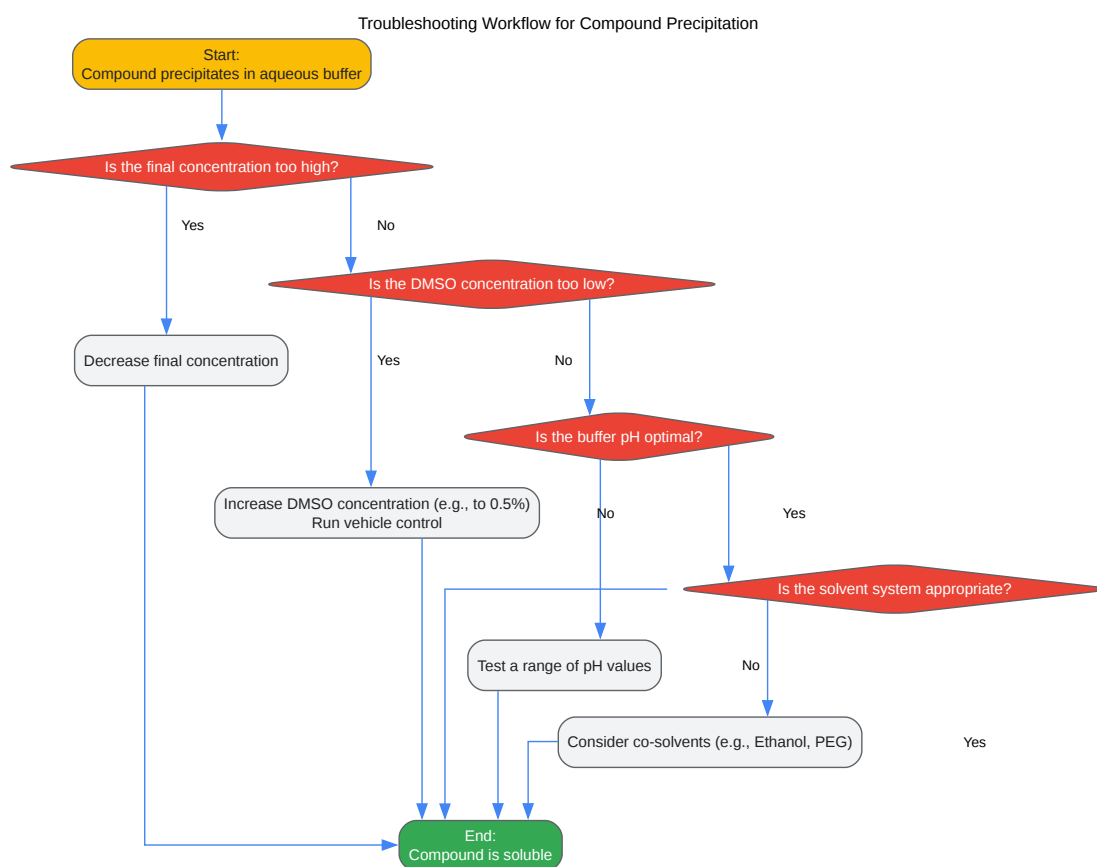 Troubleshooting Workflow for Compound Precipitation
Start:
Compound precipitates in aqueous buffer
Is the final concentration too high?
Yes
No
Is the DMSO concentration too low?
Decrease final concentration
Yes
No
Is the buffer pH optimal?
Increase DMSO concentration (e.g., to 0.5%)
Run vehicle control
No
Yes
Is the solvent system appropriate?
Test a range of pH values
No
Consider co-solvents (e.g., Ethanol, PEG)
Yes
End:
Compound is soluble